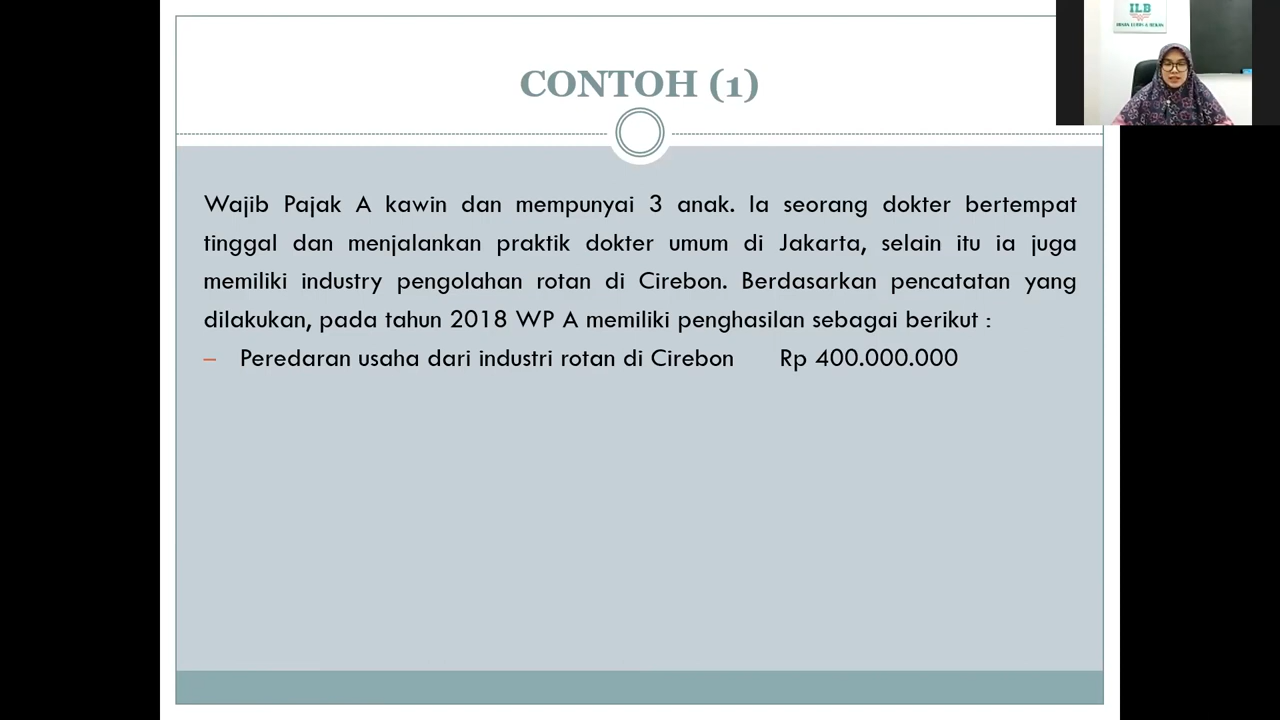 ILB
CONTOH (1)
Wajib Pajak A kawin dan mempunyai 3 anak. Ia seorang dokter bertempat
tinggal dan menjalankan praktik dokter umum di Jakarta, selain itu ia juga
memiliki industry pengolahan rotan di Cirebon. Berdasarkan pencatatan yang
dilakukan, pada tahun 2018 WP A memiliki penghasilan sebagai berikut :
– Peredaran usaha dari industri rotan di Cirebon Rp 400.000.000